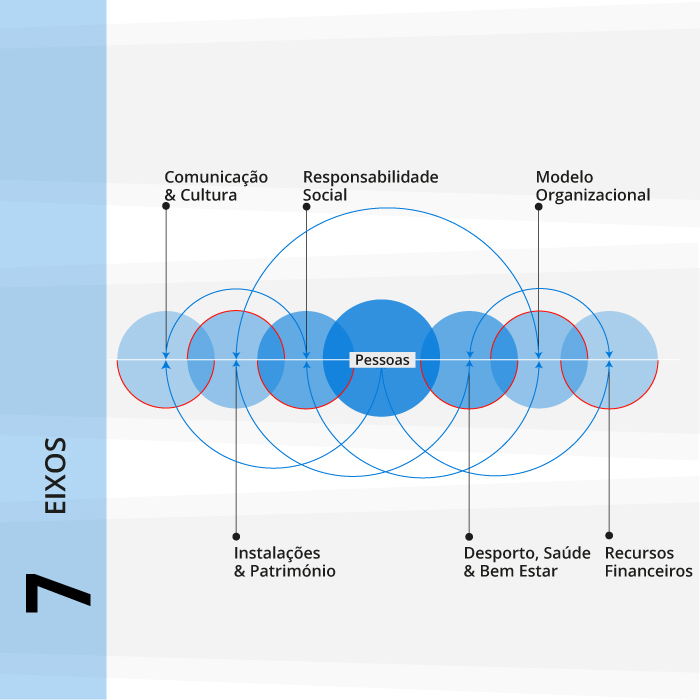 Comunicação
& Cultura
Responsabilidade
Social
Modelo
Organizacional
Pessoas
Instalações
& Património
Desporto, Saúde
& Bem Estar
Recursos
Financeiros
7
EIXOS